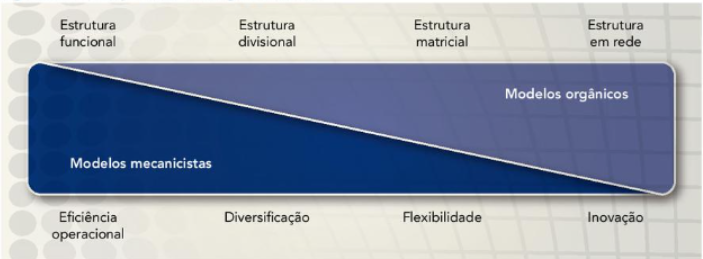 Estrutura funcional
Estrutura divisional
Estrutura matricial
Estrutura em rede
Modelos orgânicos
Modelos mecanicistas
Eficiência operacional
Diversificação
Flexibilidade
Inovação